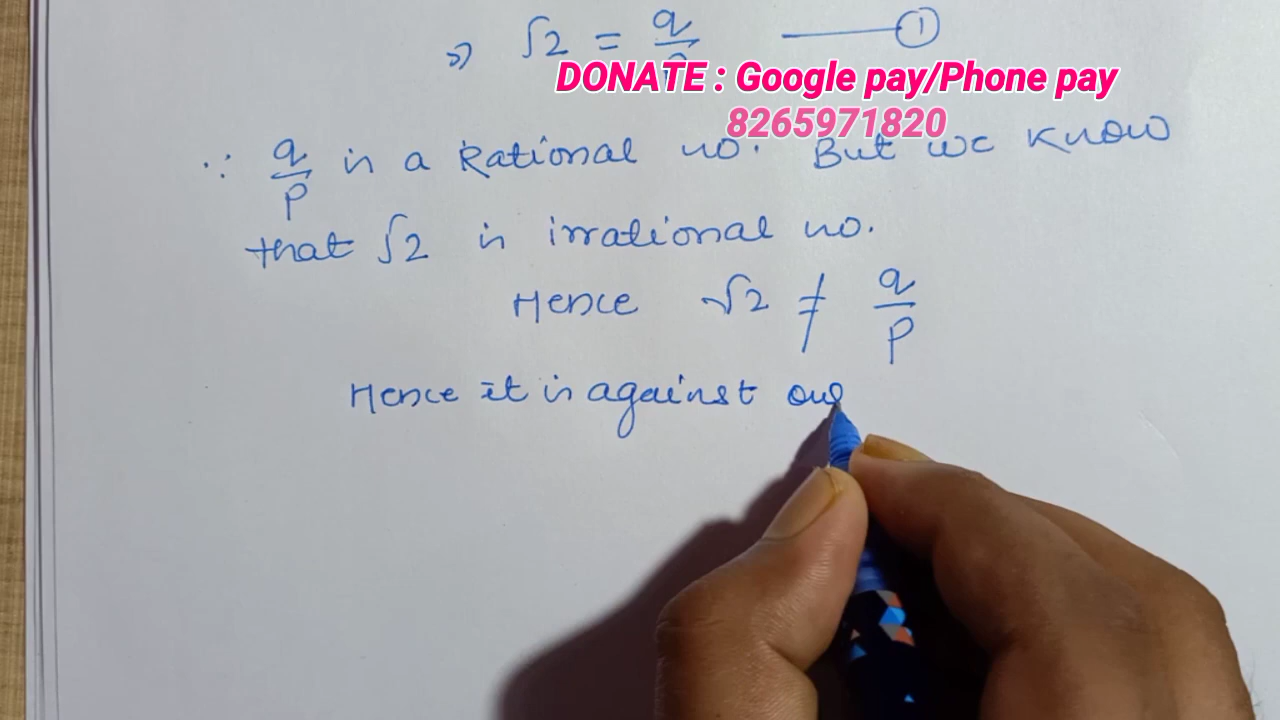 ⇒ √2 = q/p ——— ①
DONATE : Google pay/Phone pay
8265971820
∵ q/p is a Rational no. But we know
that √2 is irrational no.
Hence √2 ≠ q/p
Hence it is against our